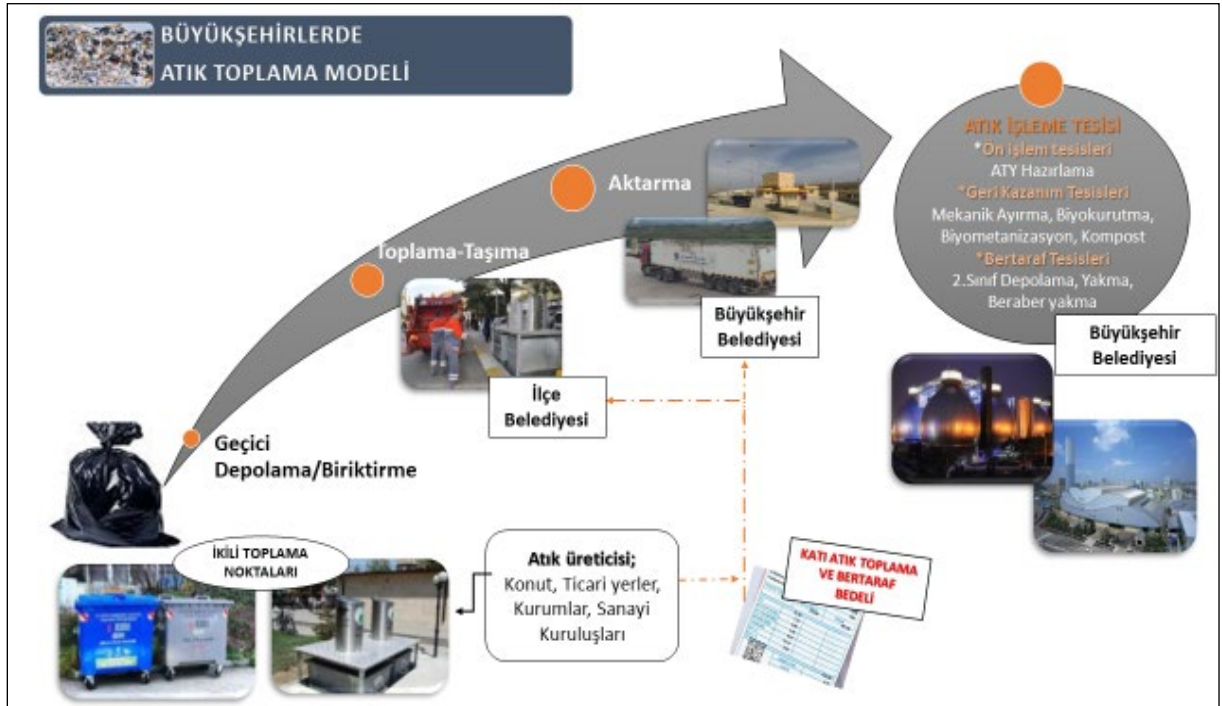 BÜYÜKŞEHİRLERDE
ATIK TOPLAMA MODELİ
ATIK İŞLEME TESİSİ
*Ön işlem tesisleri
ATY Hazırlama
*Geri Kazanım Tesisleri
Mekanik Ayırma, Biyokurutma,
Biyometanizasyon, Kompost
*Bertaraf Tesisleri
2.Sınıf Depolama, Yakma,
Beraber yakma
Büyükşehir
Belediyesi
Aktarma
Toplama-Taşıma
Büyükşehir
Belediyesi
İlçe
Belediyesi
Geçici
Depolama/Biriktirme
İKİLİ TOPLAMA
NOKTALARI
Atık üreticisi;
Konut, Ticari yerler,
Kurumlar, Sanayi
Kuruluşları
KATI ATIK TOPLAMA
VE BERTARAF
BEDELİ